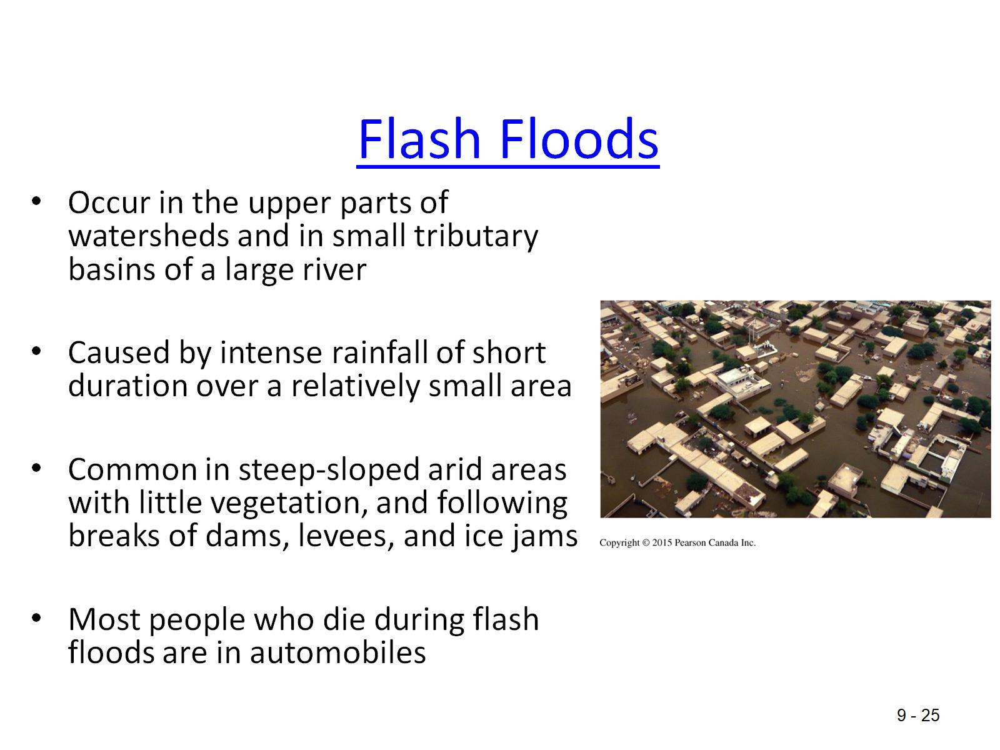 Flash Floods
• Occur in the upper parts of
watersheds and in small tributary
basins of a large river
• Caused by intense rainfall of short
duration over a relatively small area
• Common in steep-sloped arid areas
with little vegetation, and following
breaks of dams, levees, and ice jams
Copyright © 2015 Pearson Canada Inc.
• Most people who die during flash
floods are in automobiles
9 - 25